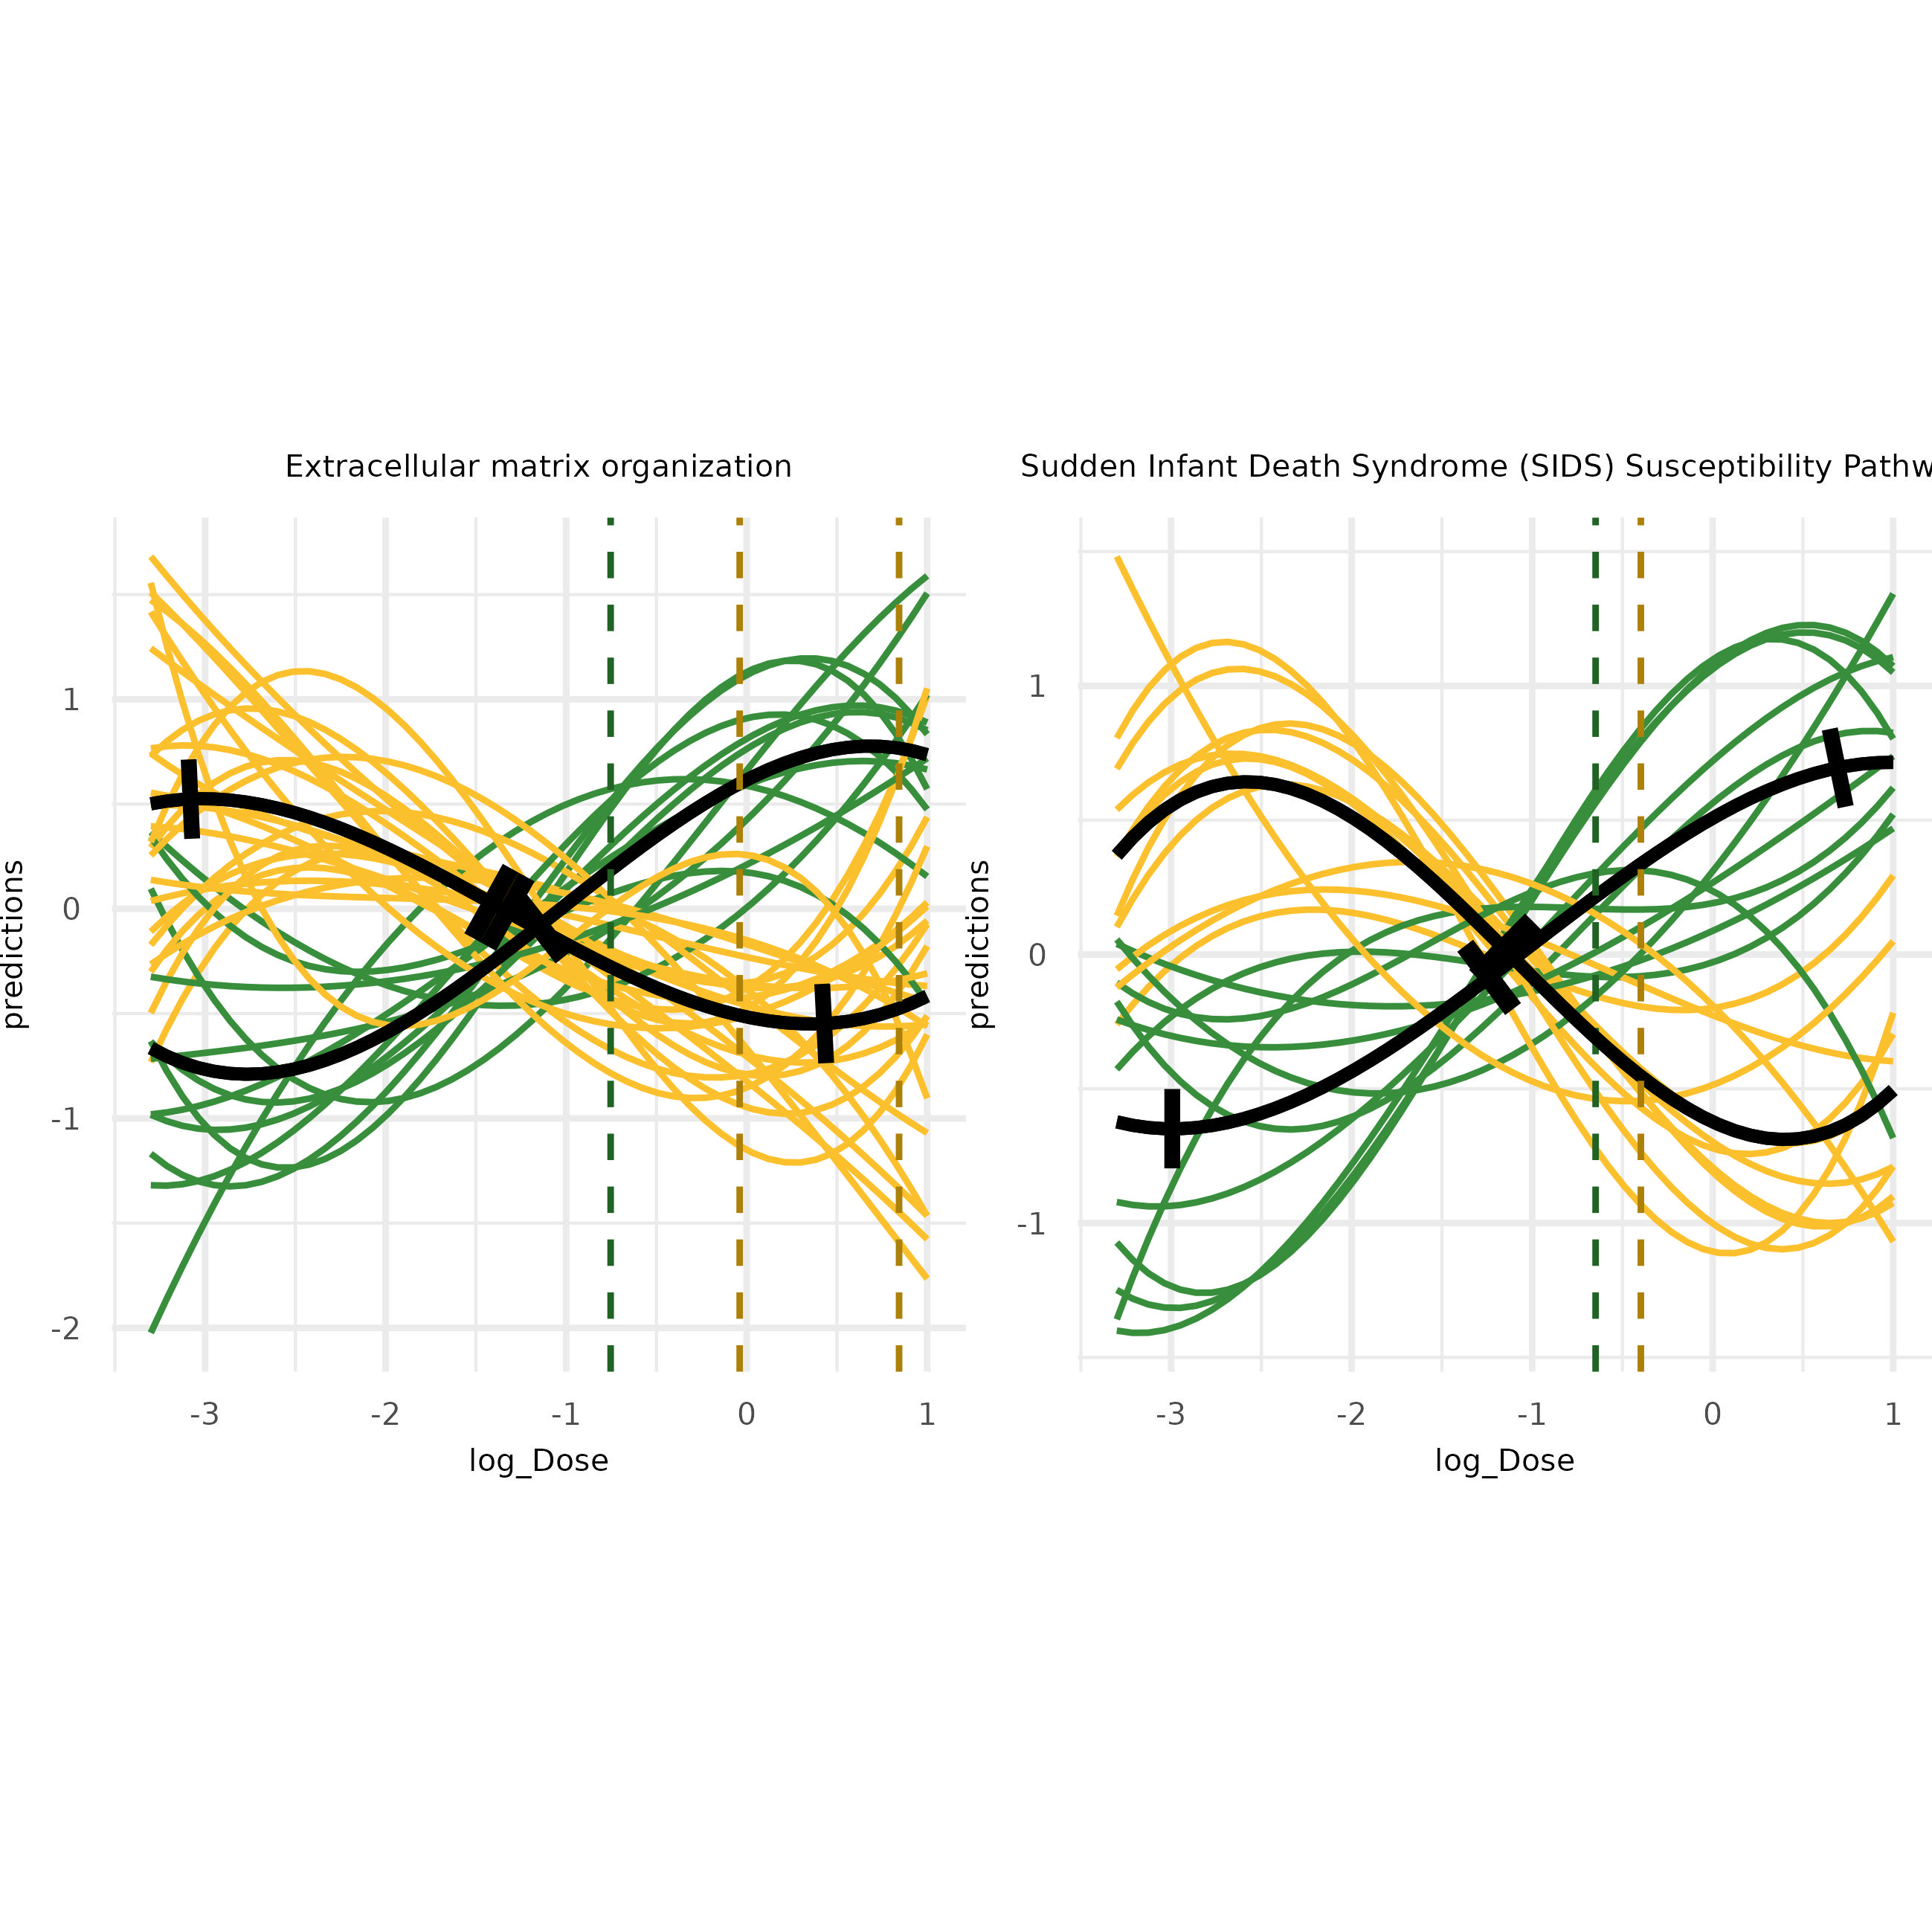 Extracellular matrix organization
Sudden Infant Death Syndrome (SIDS) Susceptibility
predictions
1
0
-1
-2
-3 -2 -1 0 1
log_Dose
predictions
1
0
-1
-3 -2 -1 0 1
log_Dose